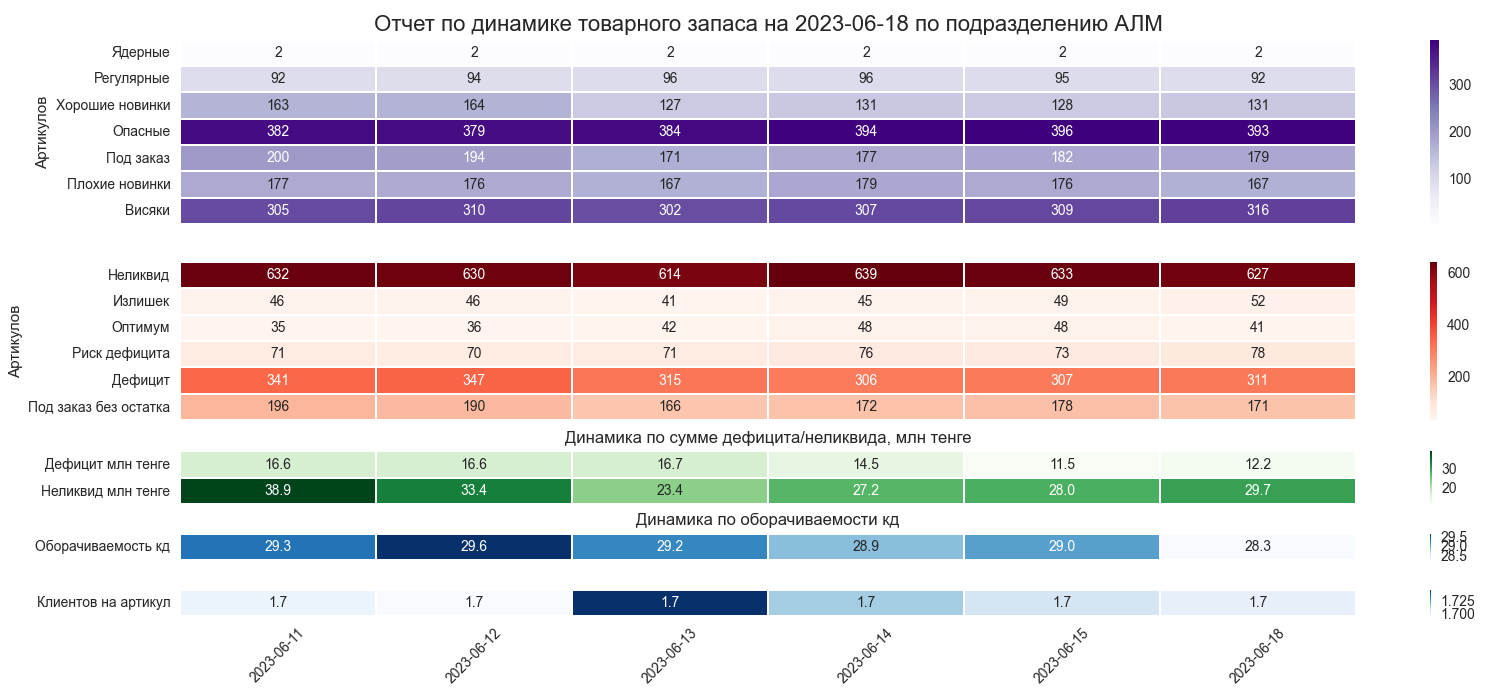 Отчет по динамике товарного запаса на 2023-06-18 по подразделению АЛМ
Артикулов
Ядерные 2 2 2 2 2 2
Регулярные 92 94 96 96 95 92
Хорошие новинки 163 164 127 131 128 131
Опасные 382 379 384 394 396 393
Под заказ 200 194 171 177 182 179
Плохие новинки 177 176 167 179 176 167
Висяки 305 310 302 307 309 316
300
200
100
Артикулов
Неликвид 632 630 614 639 633 627
Излишек 46 46 41 45 49 52
Оптимум 35 36 42 48 48 41
Риск дефицита 71 70 71 76 73 78
Дефицит 341 347 315 306 307 311
Под заказ без остатка 196 190 166 172 178 171
600
400
200
Динамика по сумме дефицита/неликвида, млн тенге
Дефицит млн тенге 16.6 16.6 16.7 14.5 11.5 12.2
Неликвид млн тенге 38.9 33.4 23.4 27.2 28.0 29.7
30
20
Динамика по оборачиваемости кд
Оборачиваемость кд 29.3 29.6 29.2 28.9 29.0 28.3
29.5
29.0
28.5
Клиентов на артикул 1.7 1.7 1.7 1.7 1.7 1.7
1.725
1.700
2023-06-11 2023-06-12 2023-06-13 2023-06-14 2023-06-15 2023-06-18